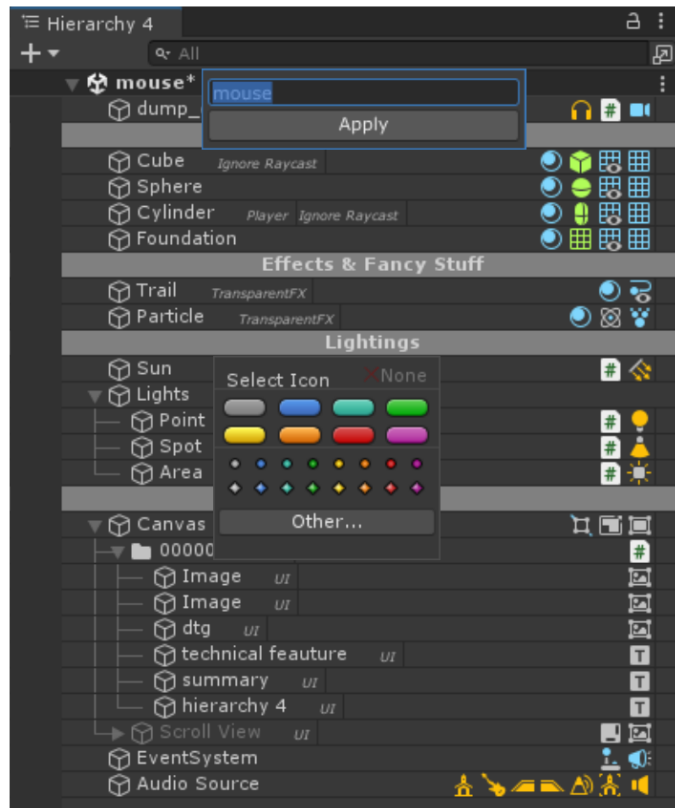 Hierarchy 4
All
mouse*
mouse
dump_
Apply
Cube Ignore Raycast
Sphere
Cylinder Player Ignore Raycast
Foundation
Effects & Fancy Stuff
Trail TransparentFX
Particle TransparentFX
Lightings
Sun
Select Icon None
Lights
Point
Spot
Area
Other...
Canvas
00000
Image UI
Image UI
dtg UI
technical feauture UI
summary UI
hierarchy 4 UI
Scroll View UI
EventSystem
Audio Source